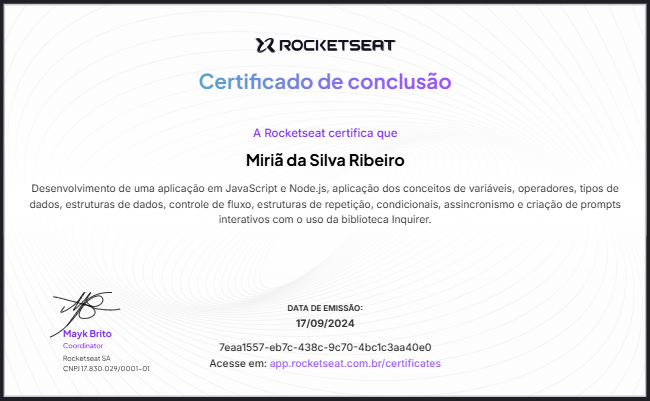 ROCKETSEAT
Certificado de conclusão
A Rocketseat certifica que
Miriã da Silva Ribeiro
Desenvolvimento de uma aplicação em JavaScript e Node.js, aplicação dos conceitos de variáveis, operadores, tipos de
dados, estruturas de dados, controle de fluxo, estruturas de repetição, condicionais, assincronismo e criação de prompts
interativos com o uso da biblioteca Inquirer.
Mayk Brito
Coordinator
Rocketseat SA
CNPJ 17.830.029/0001-01
DATA DE EMISSÃO:
17/09/2024
7eaa1557-eb7c-438c-9c70-4bc1c3aa40e0
Acesse em: app.rocketseat.com.br/certificates